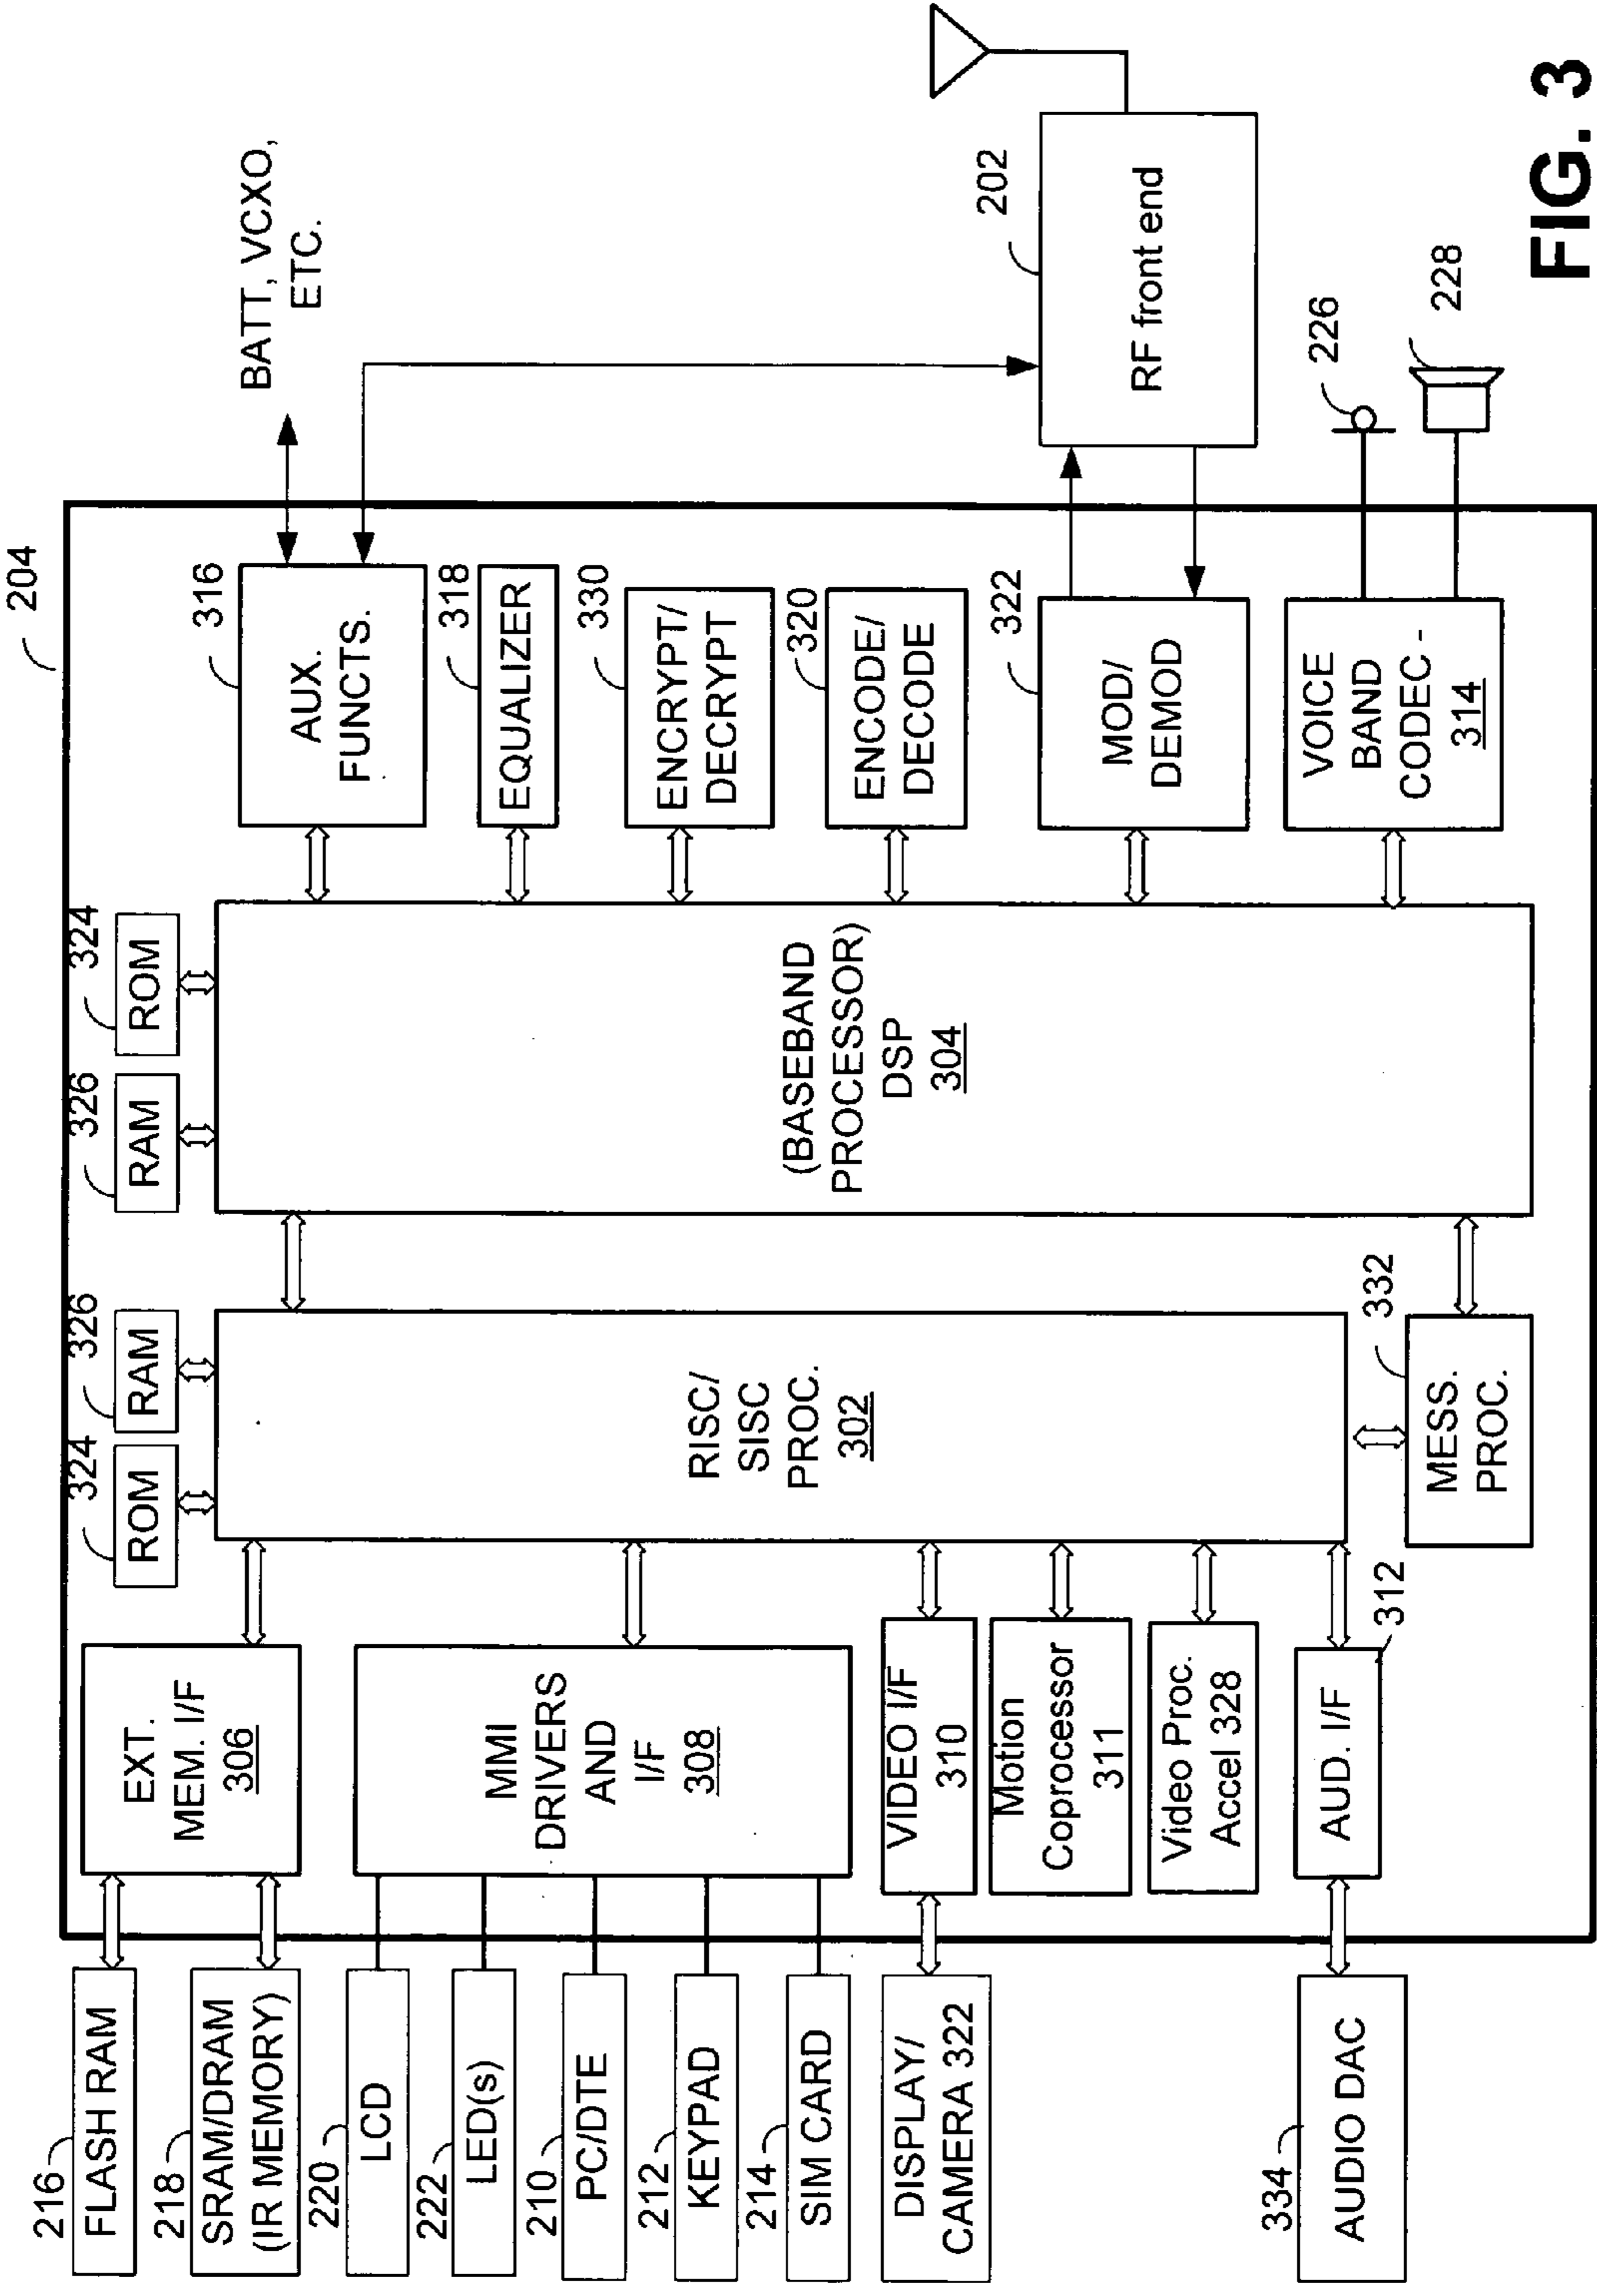 204
216
FLASH RAM
218
SRAM/DRAM
(IR MEMORY)
220
LCD
222
LED(s)
210
PC/DTE
212
KEYPAD
214
SIM CARD
DISPLAY/
CAMERA 322
334
AUDIO DAC
EXT.
MEM. I/F
306
MMI
DRIVERS
AND
I/F
308
VIDEO I/F
310
Motion
Coprocessor
311
Video Proc.
Accel 328
AUD. I/F
312
324
ROM
326
RAM
RISC/
SISC
PROC.
302
MESS.
PROC.
332
326
RAM
324
ROM
(BASEBAND
PROCESSOR)
DSP
304
316
AUX.
FUNCTS.
318
EQUALIZER
330
ENCRYPT/
DECRYPT
320
ENCODE/
DECODE
322
MOD/
DEMOD
VOICE
BAND
CODEC -
314
BATT, VCXO,
ETC.
202
RF front end
226
228
FIG. 3